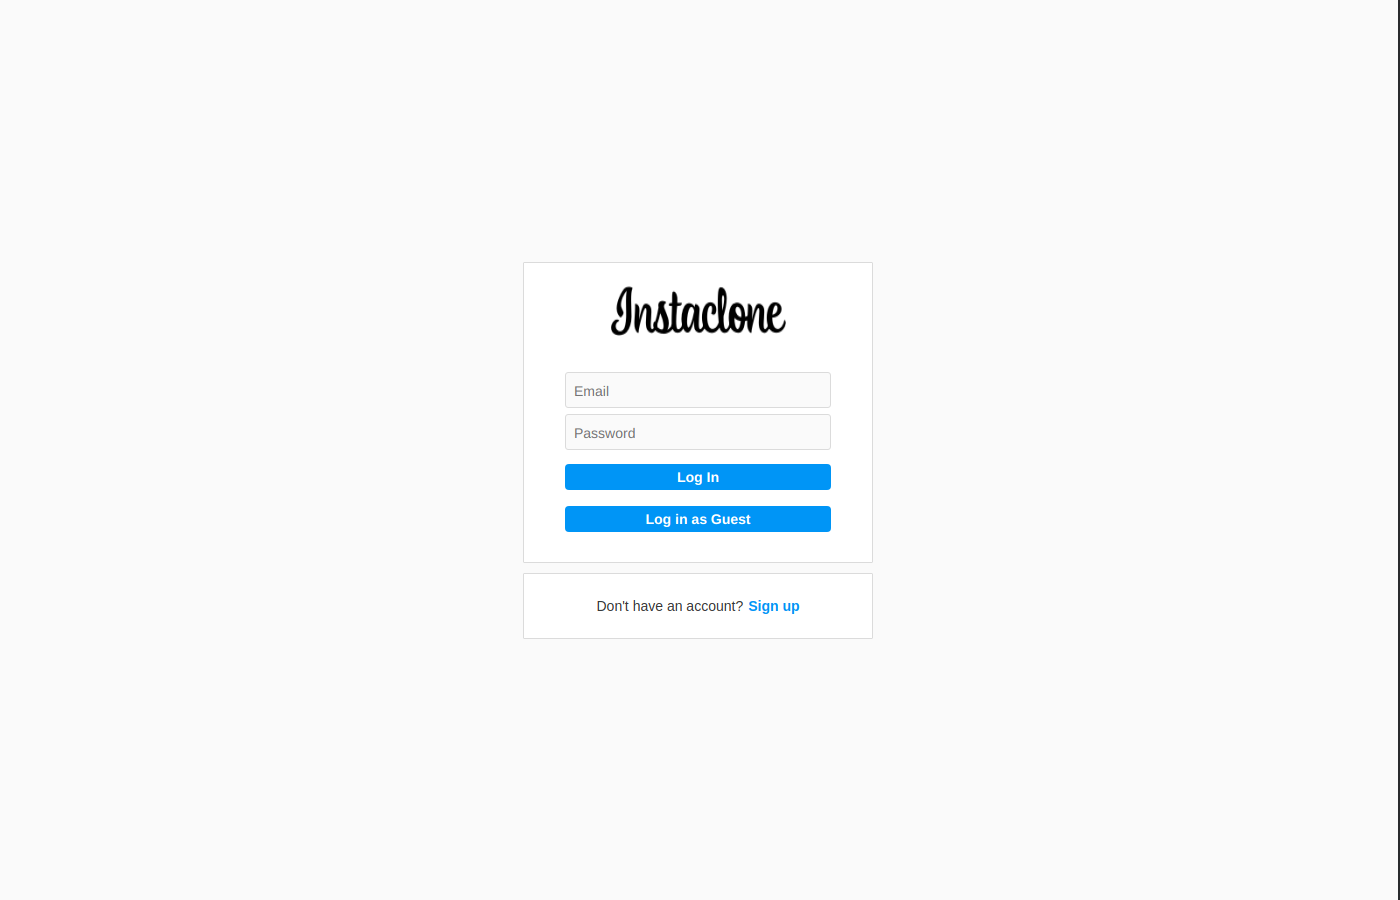 Instaclone
Email
Password
Log In
Log in as Guest
Don't have an account? Sign up